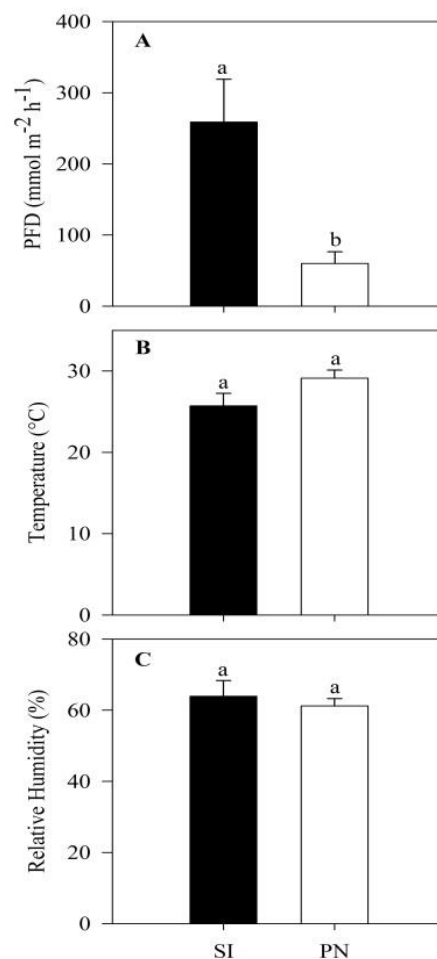 A
PFD (mmol m⁻² h⁻¹)
400
300
200
100
0
a
b
B
Temperature (°C)
30
20
10
0
a
a
C
Relative Humidity (%)
80
60
40
20
0
a
a
SI
PN